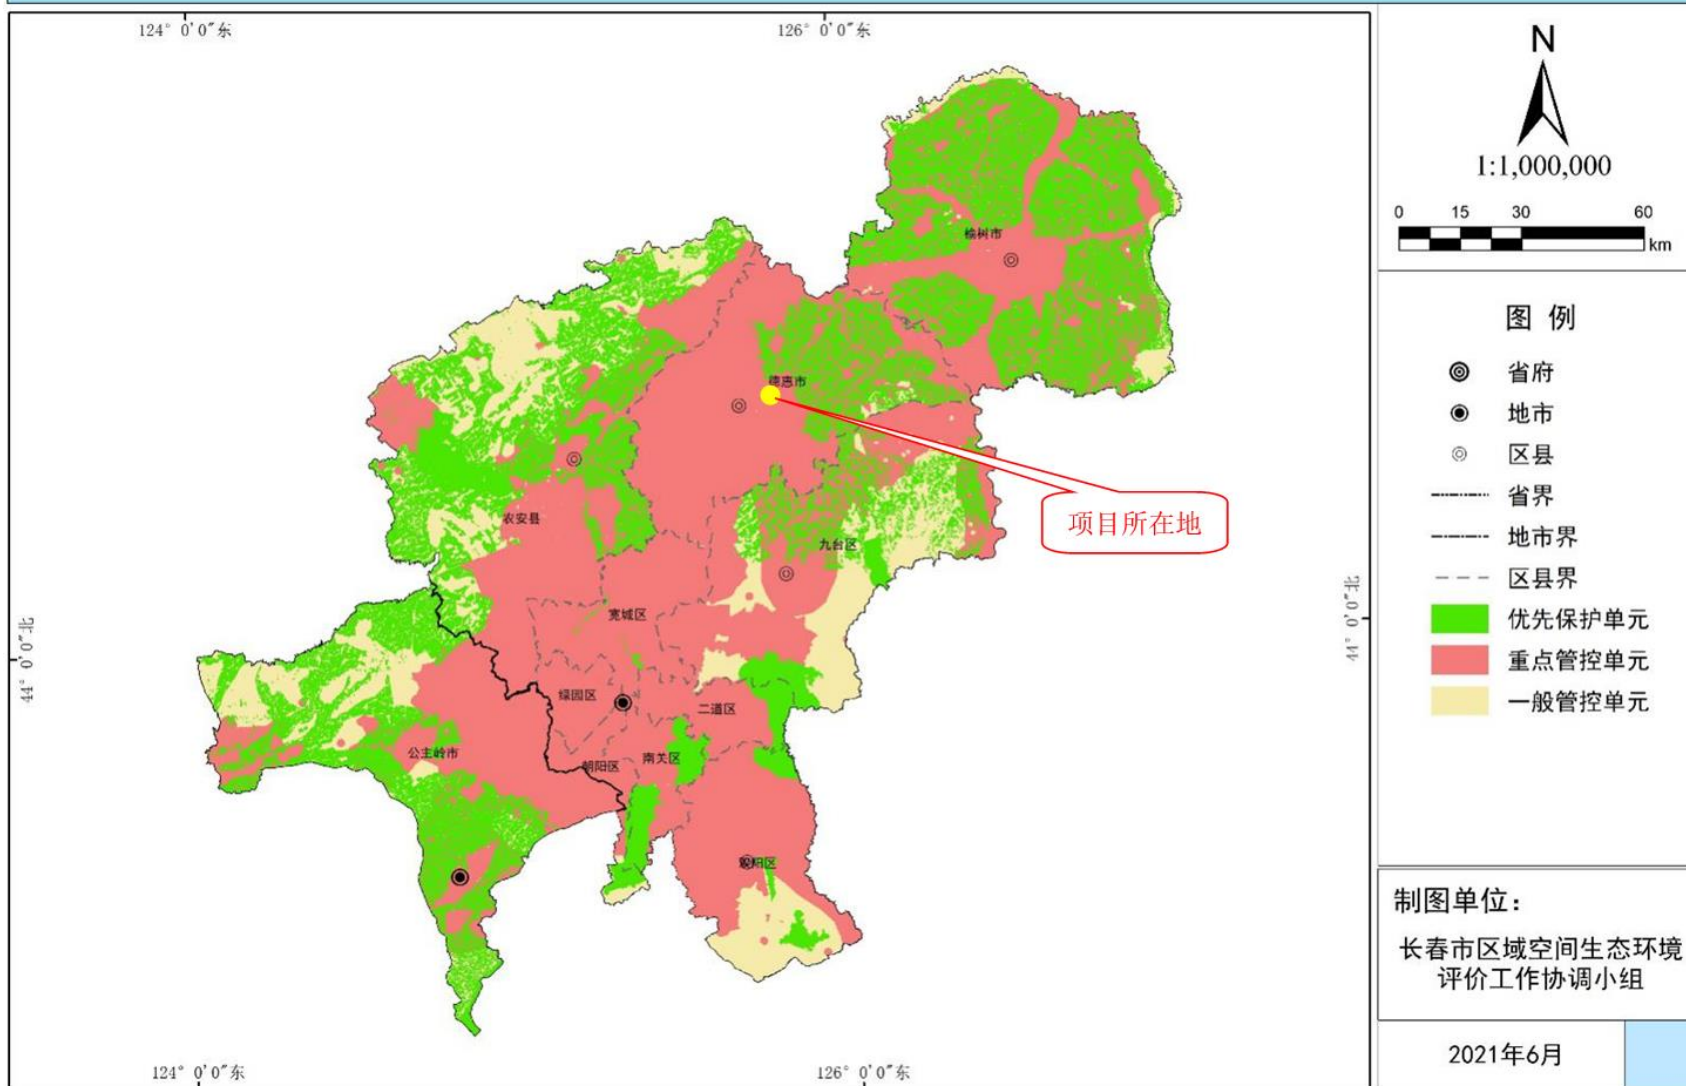 124° 0'0"东
126° 0'0"东
N
1:1,000,000
0 15 30 60
km
榆树市
德惠市
农安县
九台区
项目所在地
宽城区
绿园区
二道区
南关区
朝阳区
公主岭市
双阳区
44° 0'0"北
44° 0'0"北
124° 0'0"东
126° 0'0"东
图 例
省府
地市
区县
省界
地市界
区县界
优先保护单元
重点管控单元
一般管控单元
制图单位：
长春市区域空间生态环境
评价工作协调小组
2021年6月